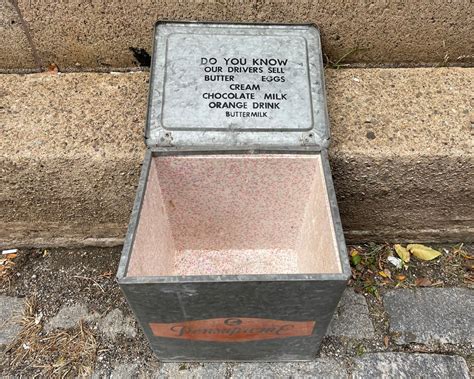 DO YOU KNOW
OUR DRIVERS SELL
BUTTER EGGS
CREAM
CHOCOLATE MILK
ORANGE DRINK
BUTTERMILK